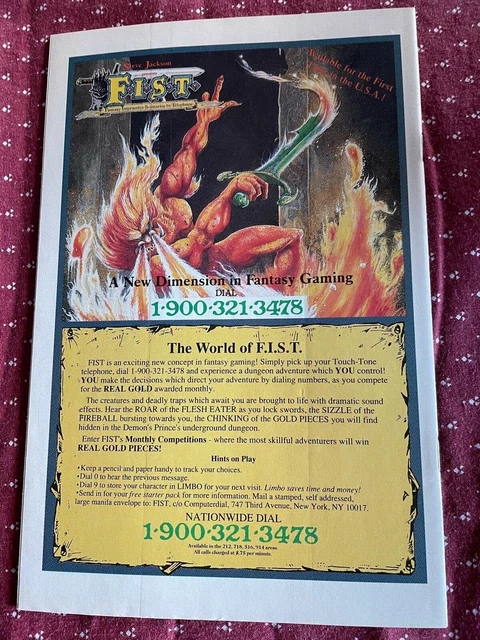 Steve Jackson
presents
F.I.S.T.
Fantasy Interactive Scenarios by Telephone
Available for the First
in the U.S.A.!
A New Dimension in Fantasy Gaming
DIAL
1-900-321-3478
The World of F.I.S.T.
FIST is an exciting new concept in fantasy gaming! Simply pick up your Touch-Tone
telephone, dial 1-900-321-3478 and experience a dungeon adventure which YOU control!
YOU make the decisions which direct your adventure by dialing numbers, as you compete
for the REAL GOLD awarded monthly.
The creatures and deadly traps which await you are brought to life with dramatic sound
effects. Hear the ROAR of the FLESH EATER as you lock swords, the SIZZLE of the
FIREBALL bursting towards you, the CHINKING of the GOLD PIECES you will find
hidden in the Demon's Prince's underground dungeon.
Enter FIST's Monthly Competitions - where the most skillful adventurers will win
REAL GOLD PIECES!
Hints on Play
•Keep a pencil and paper handy to track your choices.
•Dial 0 to hear the previous message.
•Dial 9 to store your character in LIMBO for your next visit. Limbo saves time and money!
•Send in for your free starter pack for more information. Mail a stamped, self addressed,
large manila envelope to: FIST, c/o Computerdial, 747 Third Avenue, New York, NY 10017.
NATIONWIDE DIAL
1-900-321-3478
Available in the 212, 718, 516, 914 areas.
All calls charged at $.75 per minute.